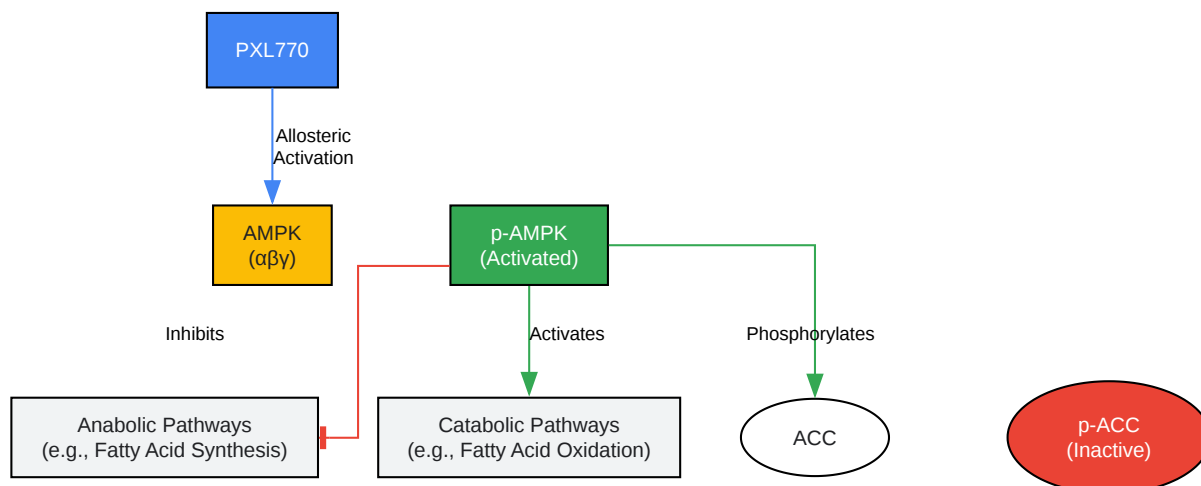 PXL770
Allosteric
Activation
AMPK
(αβγ)
p-AMPK
(Activated)
Inhibits
Activates
Phosphorylates
Anabolic Pathways
(e.g., Fatty Acid Synthesis)
Catabolic Pathways
(e.g., Fatty Acid Oxidation)
ACC
p-ACC
(Inactive)